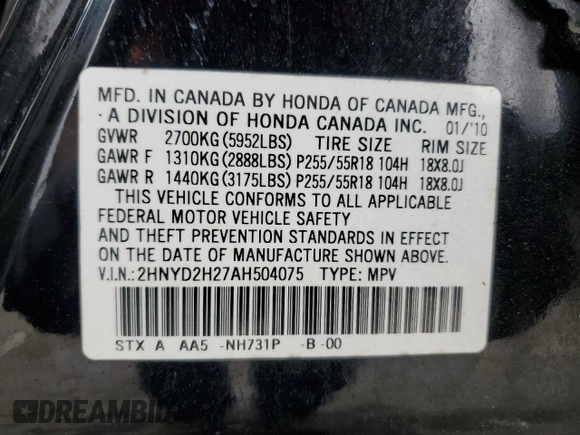 MFD. IN CANADA BY HONDA OF CANADA MFG.,
A DIVISION OF HONDA CANADA INC. 01/'10
GVWR 2700KG(5952LBS) TIRE SIZE RIM SIZE
GAWR F 1310KG(2888LBS)P255/55R18 104H 18X8.0J
GAWR R 1440KG(3175LBS)P255/55R18 104H 18X8.0J
THIS VEHICLE CONFORMS TO ALL APPLICABLE
FEDERAL MOTOR VEHICLE SAFETY
AND THEFT PREVENTION STANDARDS IN EFFECT
ON THE DATE OF MANUFACTURE SHOWN ABOVE.
V.I.N.:2HNYD2H27AH504075 TYPE: MPV
STX A AA5 -NH731P -B -00
DREAMBID.com